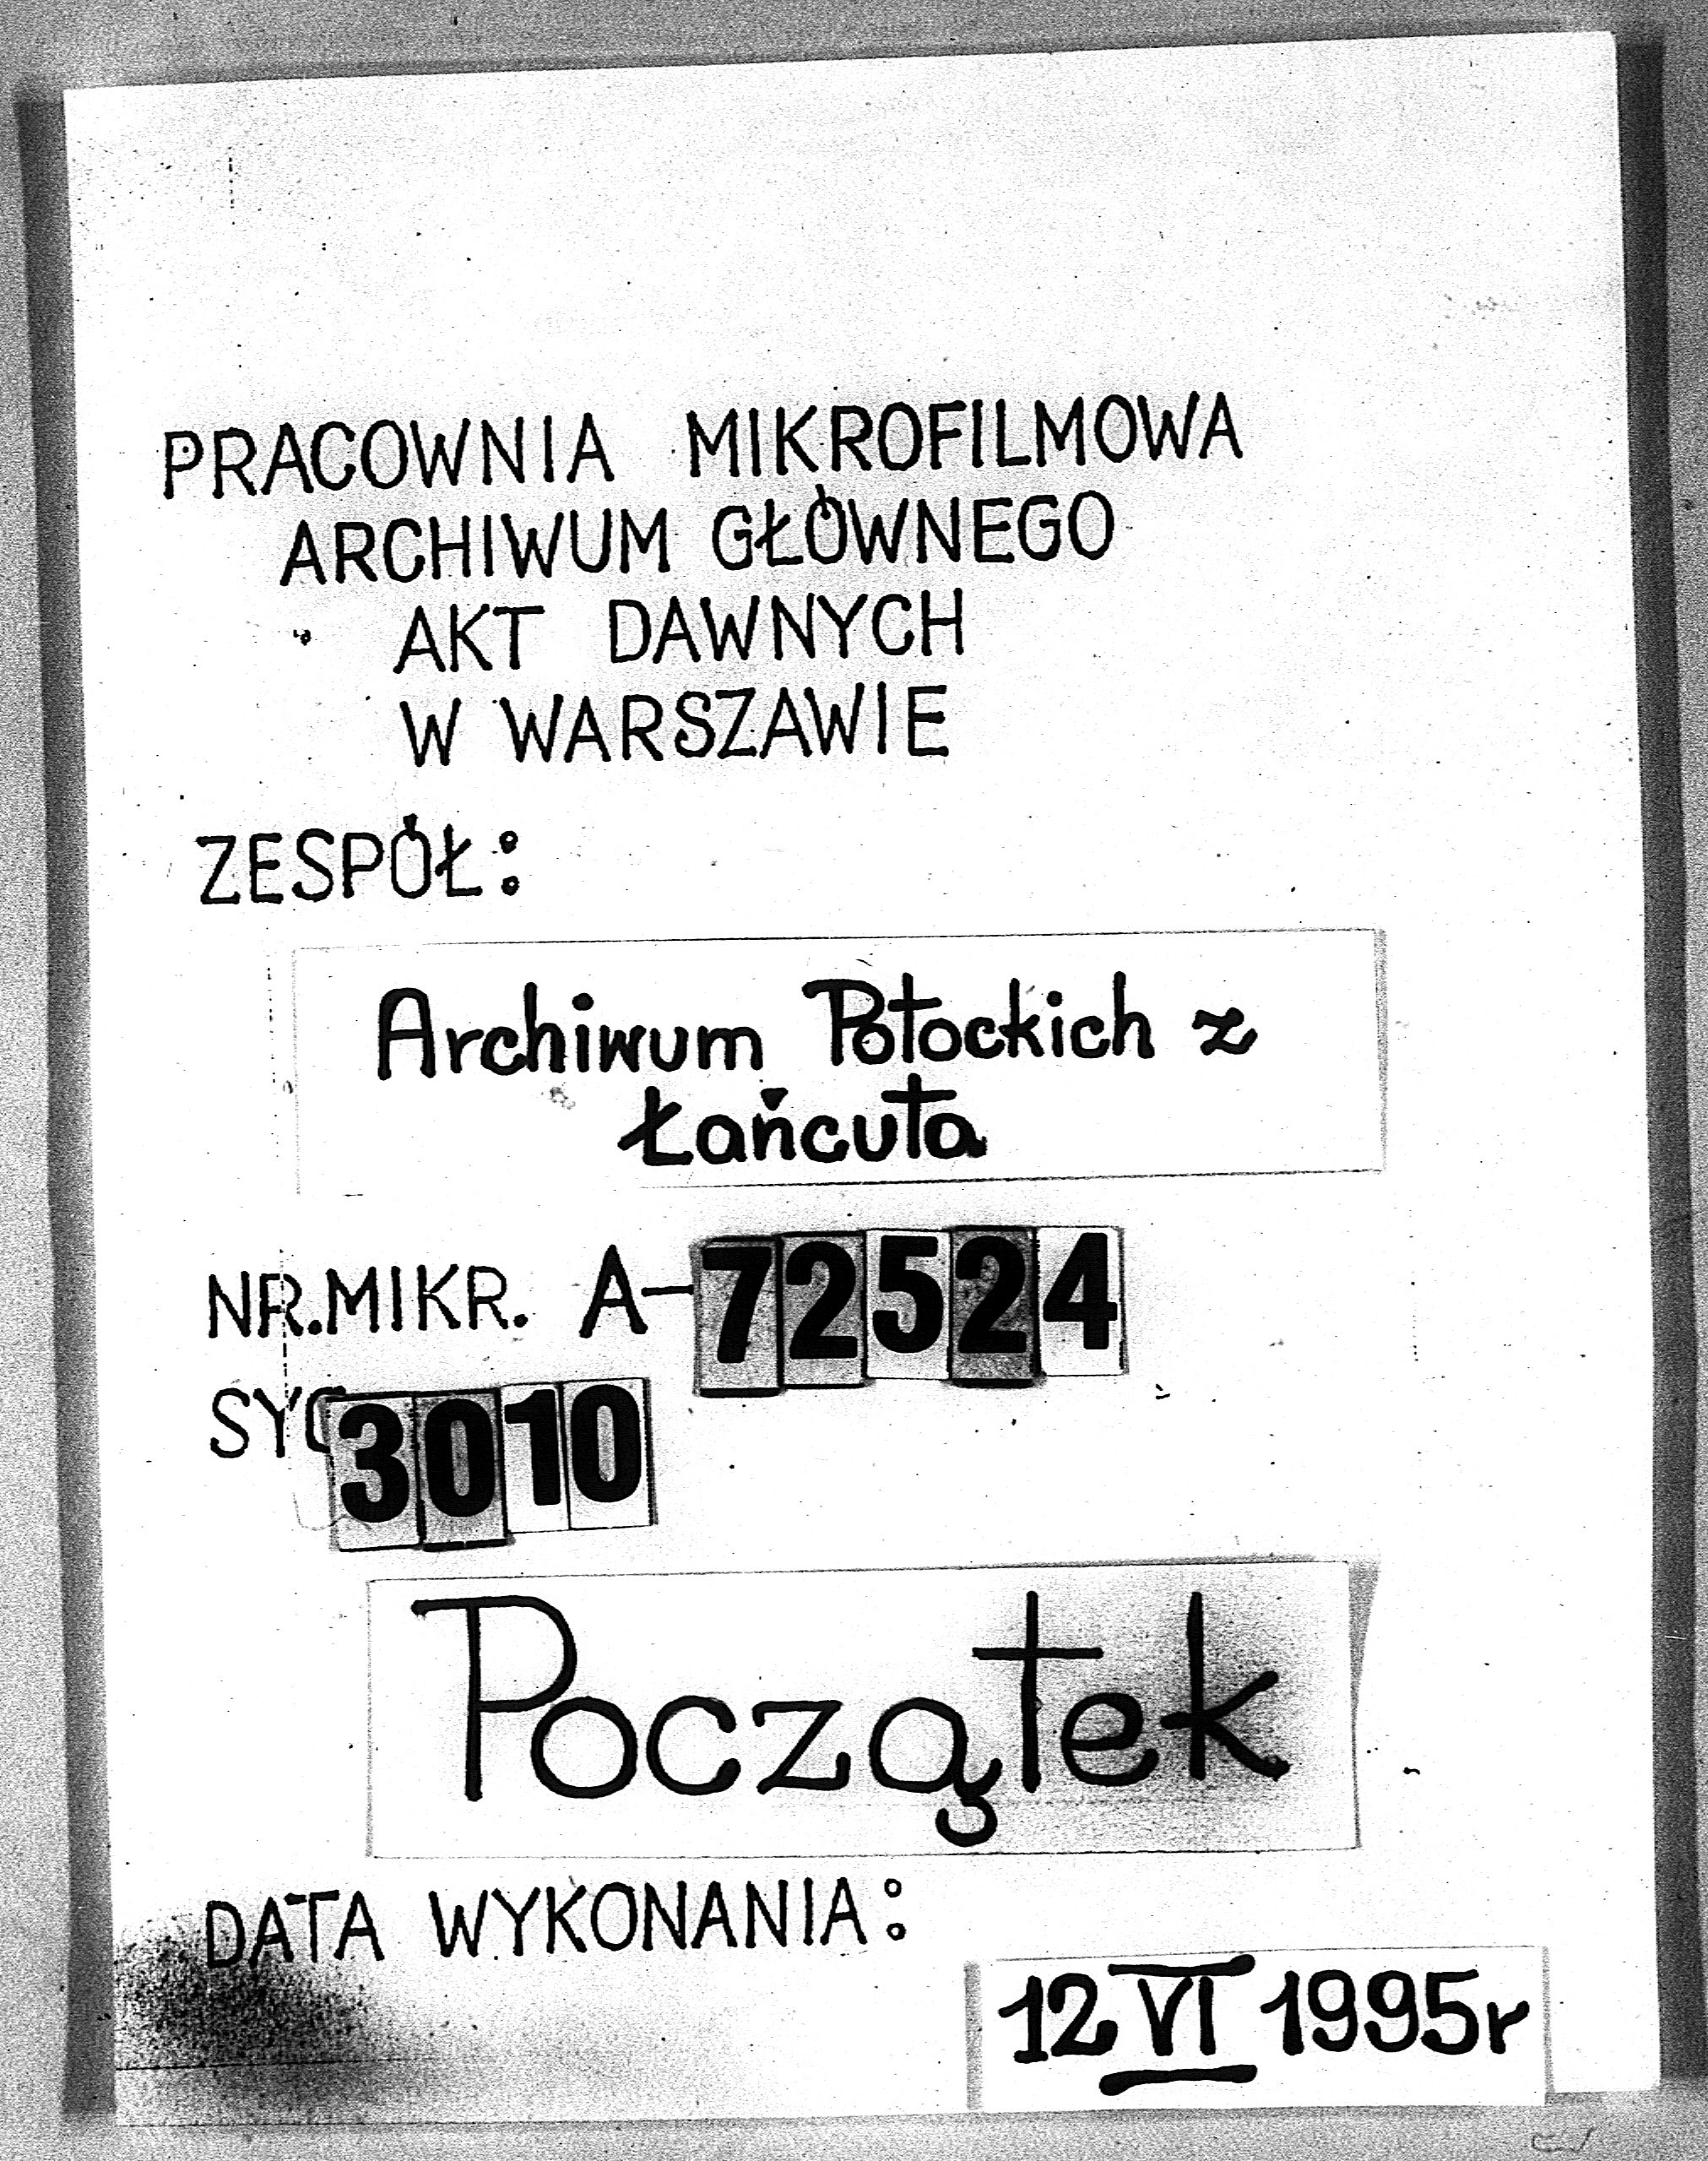 PRACOWNIA MIKROFILMOWA
ARCHIWUM GŁÓWNEGO
AKT DAWNYCH
W WARSZAWIE
ZESPÓŁ:
Archiwum Potockich z
Łańcuta
NR.MIKR. A-72524
SYG 3010
Początek
DATA WYKONANIA:
12 VI 1995r